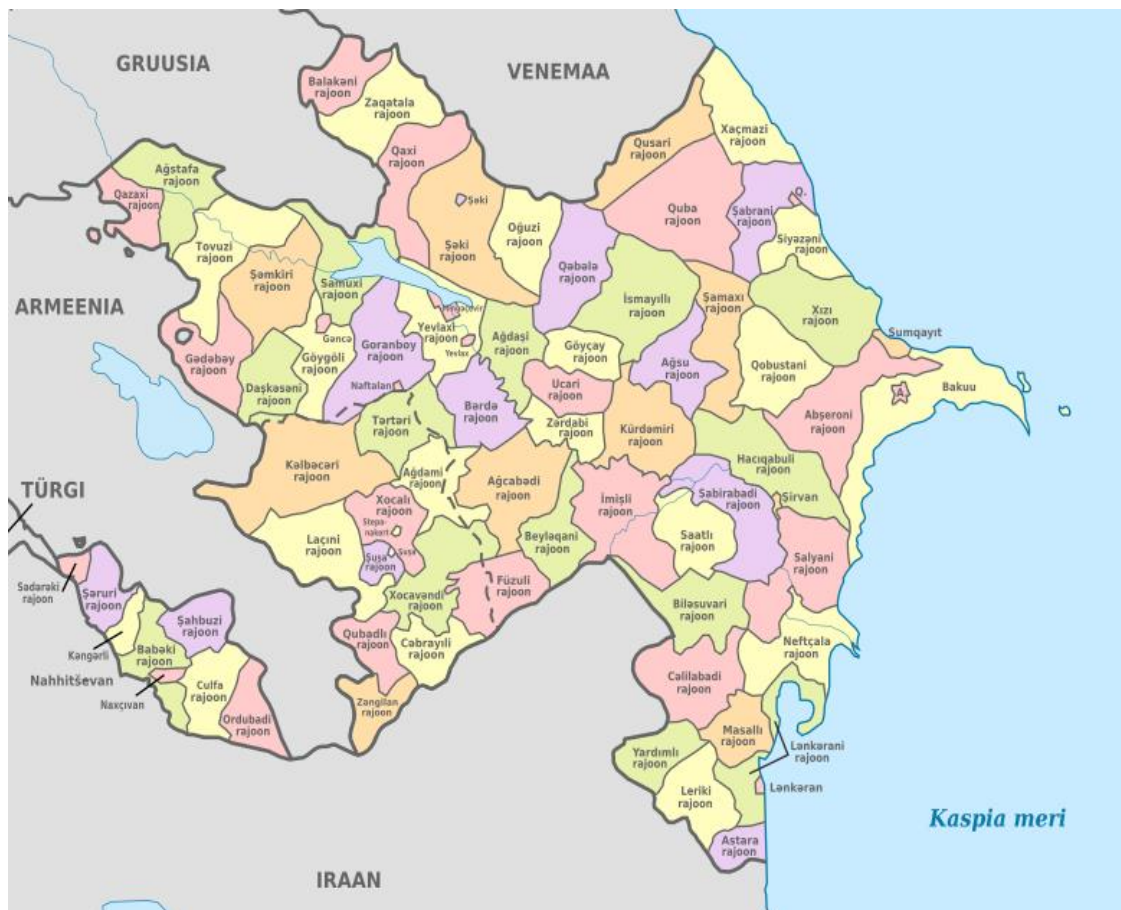 GRUUSIA
VENEMAA
Balakəni
rajoon
Zaqatala
rajoon
Qaxi
rajoon
Qusari
rajoon
Xaçmazi
rajoon
Ağstafa
rajoon
Qazaxi
rajoon
Şəki
Şəki
rajoon
Oğuzi
rajoon
Quba
rajoon
Şabrani
rajoon
Q.
Siyəzəni
rajoon
Tovuzi
rajoon
Şəmkiri
rajoon
Samuxi
rajoon
Qəbələ
rajoon
İsmayıllı
rajoon
Şamaxı
rajoon
Xızı
rajoon
ARMEENIA
Gədəbəy
rajoon
Gəncə
Göygöli
rajoon
Goranboy
rajoon
Yevlaxi
rajoon
Yevlax
Ağdaşi
rajoon
Göyçay
rajoon
Ağsu
rajoon
Qobustani
rajoon
Sumqayıt
Daşkəsəni
rajoon
Naftalan
Bərdə
rajoon
Ucari
rajoon
Abşeroni
rajoon
A.
Bakuu
Tərtəri
rajoon
Zərdabi
rajoon
Kürdəmiri
rajoon
Kəlbəcəri
rajoon
Ağdami
rajoon
Ağcabədi
rajoon
Hacıqabuli
rajoon
Xocalı
rajoon
İmişli
rajoon
Sabirabadi
rajoon
Şirvan
TÜRGI
Laçıni
rajoon
Stepa-
nakert
Şuşa
rajoon
Şuşa
Beyləqani
rajoon
Saatlı
rajoon
Salyani
rajoon
Sədərəki
rajoon
Şəruri
rajoon
Xocavəndi
rajoon
Füzuli
rajoon
Biləsuvari
rajoon
Şahbuzi
rajoon
Kəngərli
Babəki
rajoon
Qubadlı
rajoon
Cəbrayıli
rajoon
Neftçala
rajoon
Nahhitševan
Naxçıvan
Culfa
rajoon
Ordubadi
rajoon
Zəngilan
rajoon
Cəlilabadi
rajoon
Masallı
rajoon
Yardımlı
rajoon
Lənkərani
rajoon
Leriki
rajoon
Lənkəran
Astara
rajoon
Kaspia meri
IRAAN